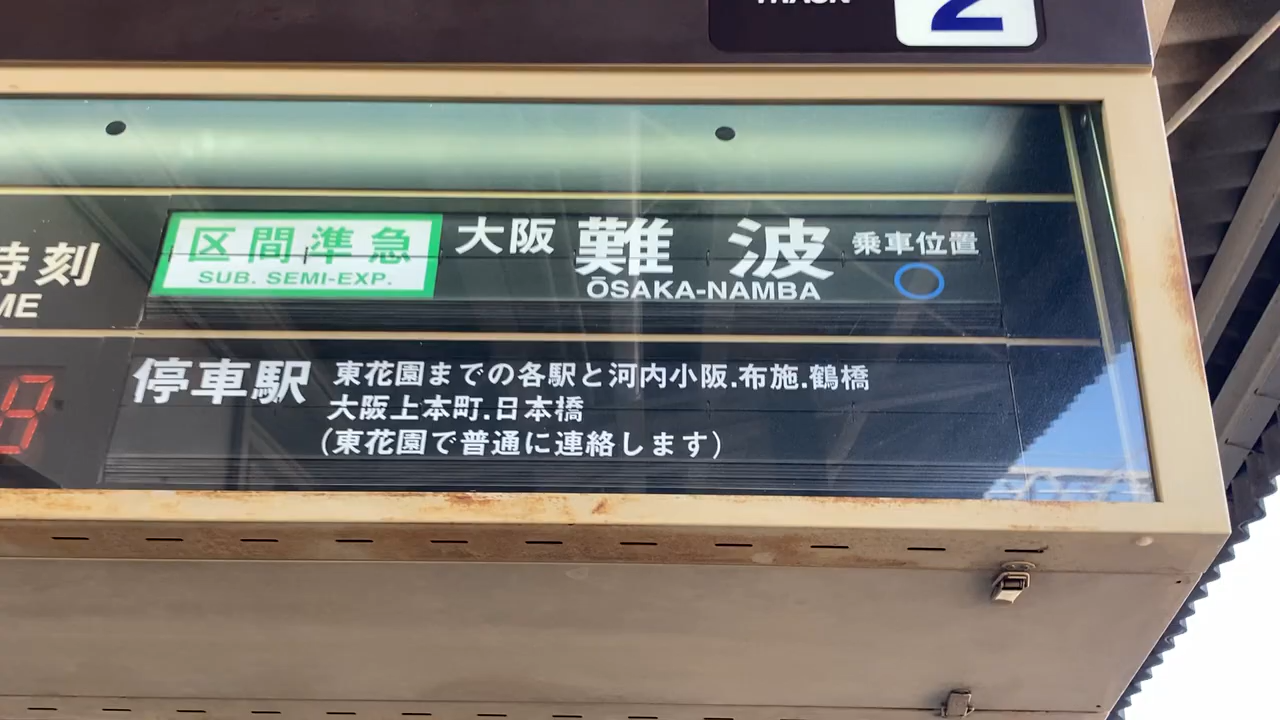 2
時刻
区間準急 大阪 難波 乗車位置
SUB. SEMI-EXP. ŌSAKA-NAMBA
停車駅 東花園までの各駅と河内小阪.布施.鶴橋
大阪上本町.日本橋
(東花園で普通に連絡します)